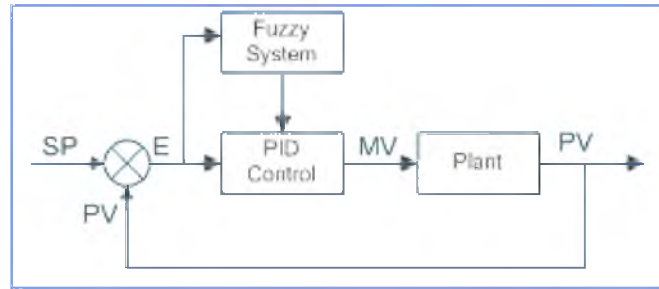 Fuzzy
System
SP
E
PID
Control
MV
Plant
PV
PV